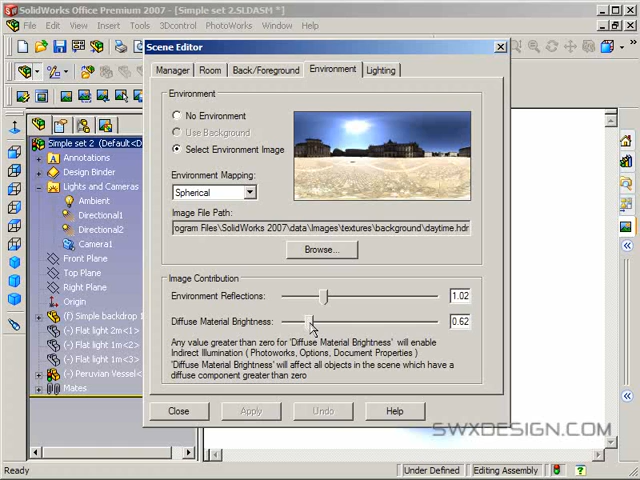 SolidWorks Office Premium 2007 - [Simple set 2.SLDASM *]
File Edit View Insert Tools 3Dcontrol PhotoWorks Window Help
Scene Editor
Manager Room Back/Foreground Environment Lighting
Environment
No Environment
Use Background
Select Environment Image
Environment Mapping:
Spherical
Image File Path:
rogram Files\SolidWorks 2007\data\Images\textures\background\daytime.hdr
Browse...
Image Contribution
Environment Reflections: 1.02
Diffuse Material Brightness: 0.62
Any value greater than zero for 'Diffuse Material Brightness' will enable
Indirect Illumination ( Photoworks, Options, Document Properties )
'Diffuse Material Brightness' will affect all objects in the scene which have a
diffuse component greater than zero
Close Apply Undo Help
Simple set 2 (Default<D
Annotations
Design Binder
Lights and Cameras
Ambient
Directional1
Directional2
Camera1
Front Plane
Top Plane
Right Plane
Origin
(f) Simple backdrop 1
(-) Flat light 2m<1>
(-) Flat light 1m<2>
(-) Flat light 1m<3>
(-) Peruvian Vessel<
Mates
SWXDESIGN.COM
Ready Under Defined Editing Assembly